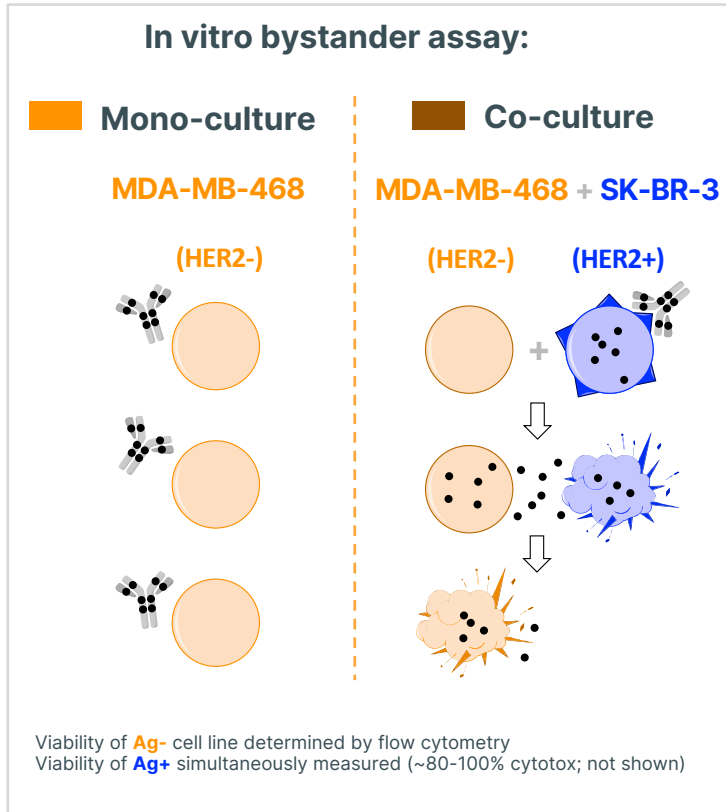 In vitro bystander assay:
Mono-culture
Co-culture
MDA-MB-468
MDA-MB-468 + SK-BR-3
(HER2-)
(HER2-)
(HER2+)
+
Viability of Ag- cell line determined by flow cytometry
Viability of Ag+ simultaneously measured (~80-100% cytotox; not shown)